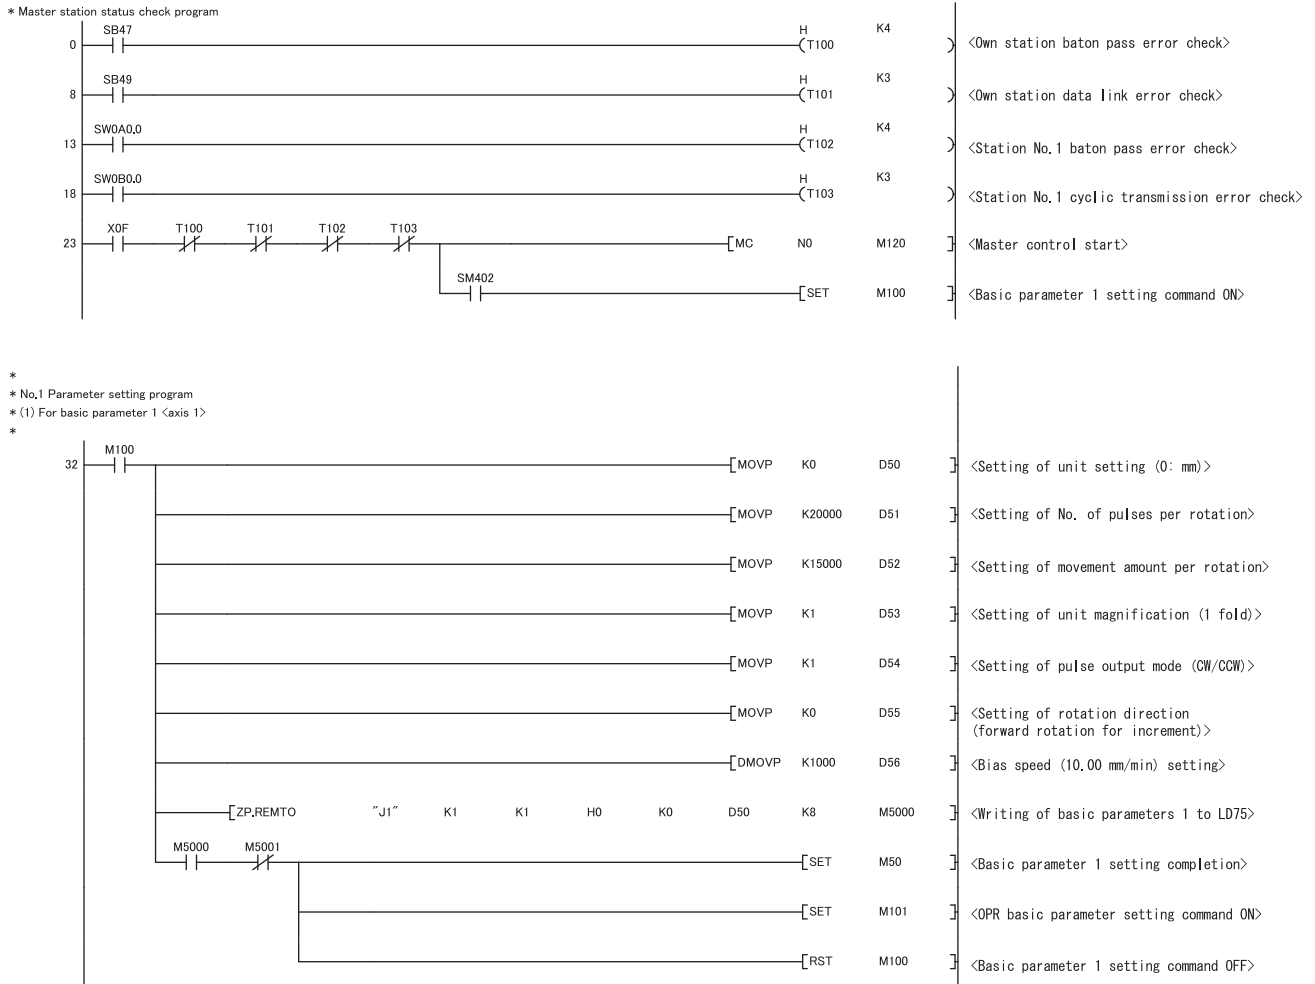 * Master station status check program
SB47 H K4
0 T100 <Own station baton pass error check>
SB49 H K3
8 T101 <Own station data link error check>
SW0A0.0 H K4
13 T102 <Station No.1 baton pass error check>
SW0B0.0 H K3
18 T103 <Station No.1 cyclic transmission error check>
X0F T100 T101 T102 T103
23 MC N0 M120 <Master control start>
SM402
SET M100 <Basic parameter 1 setting command ON>
*
* No.1 Parameter setting program
* (1) For basic parameter 1 <axis 1>
*
M100
32 MOVP K0 D50 <Setting of unit setting (0: mm)>
MOVP K20000 D51 <Setting of No. of pulses per rotation>
MOVP K15000 D52 <Setting of movement amount per rotation>
MOVP K1 D53 <Setting of unit magnification (1 fold)>
MOVP K1 D54 <Setting of pulse output mode (CW/CCW)>
MOVP K0 D55 <Setting of rotation direction
(forward rotation for increment)>
DMOVP K1000 D56 <Bias speed (10.00 mm/min) setting>
ZP.REMTO "J1" K1 K1 H0 K0 D50 K8 M5000 <Writing of basic parameters 1 to LD75>
M5000 M5001
SET M50 <Basic parameter 1 setting completion>
SET M101 <OPR basic parameter setting command ON>
RST M100 <Basic parameter 1 setting command OFF>